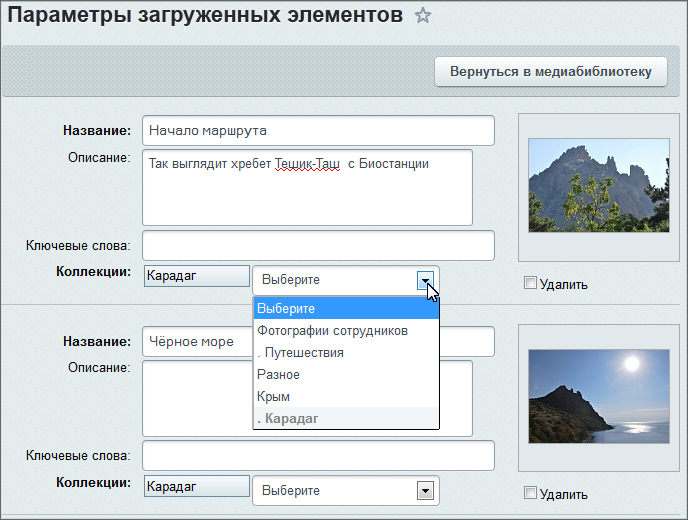 Параметры загруженных элементов
Вернуться в медиабиблиотеку
Название: Начало маршрута
Описание: Так выглядит хребет Тешик-Таш с Биостанции
Ключевые слова:
Коллекции: Карадаг Выберите
Удалить
Выберите
Фотографии сотрудников
. Путешествия
Разное
Крым
. Карадаг
Название: Чёрное море
Описание:
Ключевые слова:
Коллекции: Карадаг Выберите
Удалить